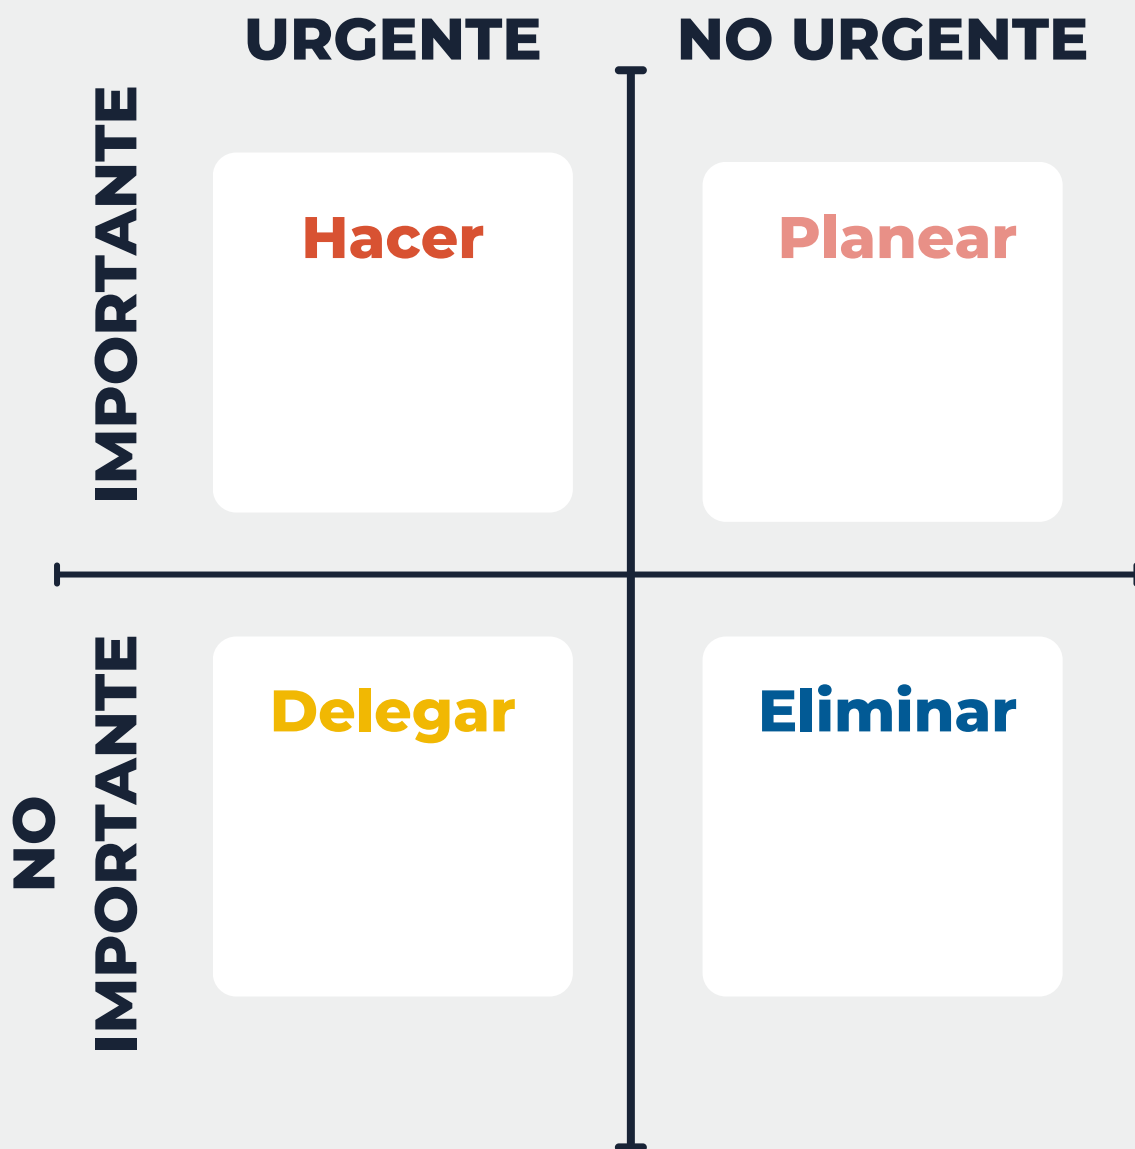 URGENTE
NO URGENTE
IMPORTANTE
Hacer
Planear
NO
IMPORTANTE
Delegar
Eliminar